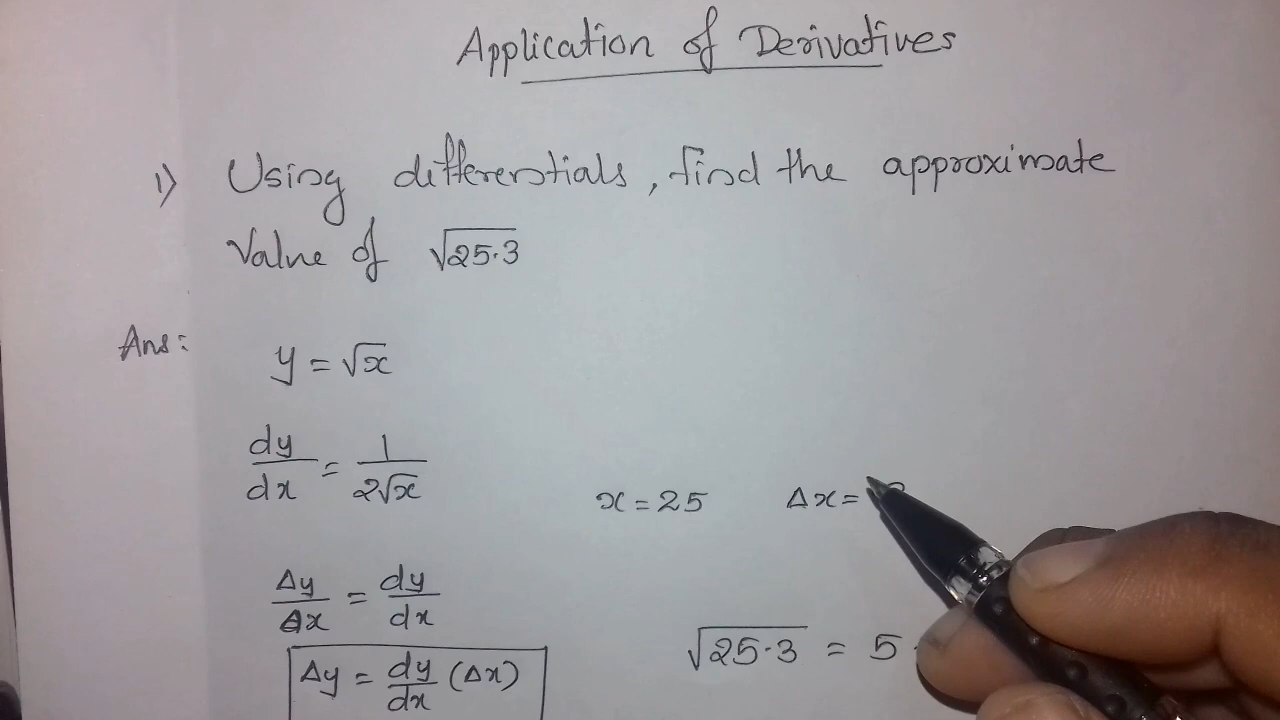 Application of Derivatives
1) Using differentials, find the approximate
Value of √25.3
Ans:
y = √x
dy/dx = 1/2√x
x = 25 Δx =
Δy/Δx = dy/dx
√25.3 = 5
Δy = dy/dx (Δx)